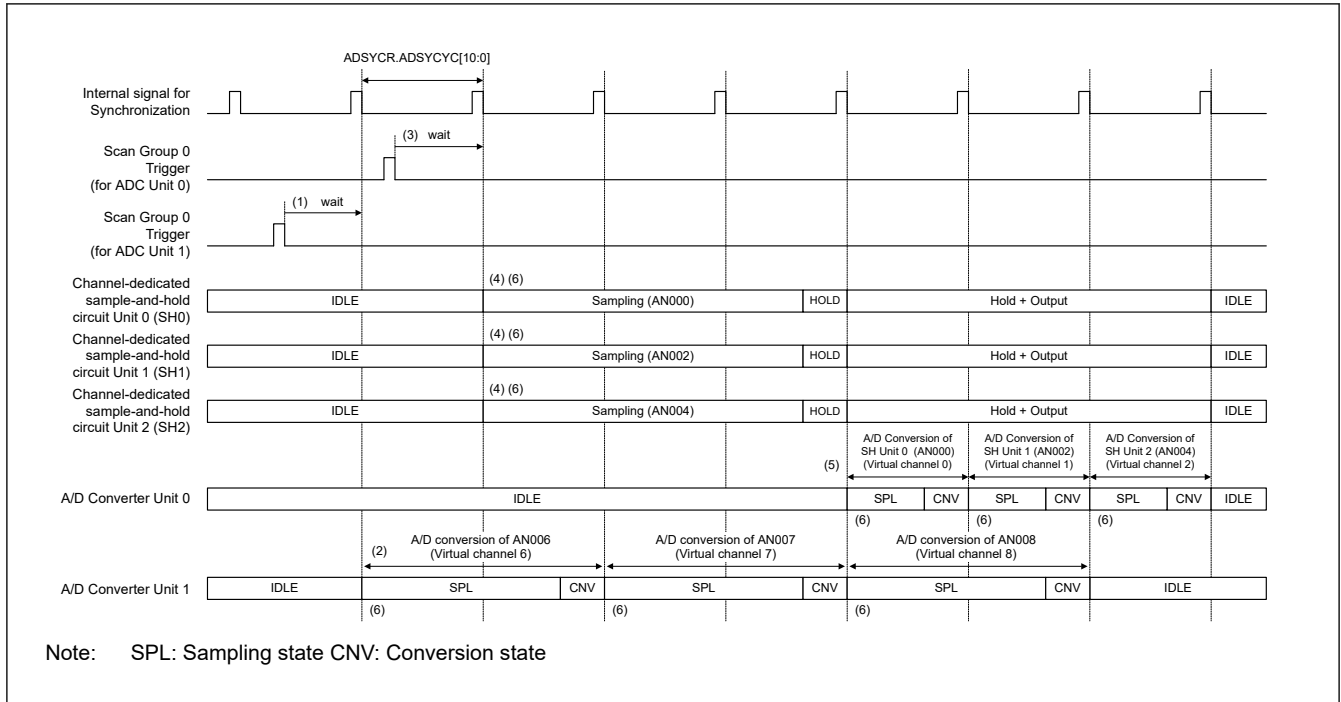 ADSYCR.ADSYCYC[10:0]
Internal signal for
Synchronization
(3) wait
Scan Group 0
Trigger
(for ADC Unit 0)
(1) wait
Scan Group 0
Trigger
(for ADC Unit 1)
Channel-dedicated
sample-and-hold
circuit Unit 0 (SH0)
(4) (6)
IDLE
Sampling (AN000)
HOLD
Hold + Output
IDLE
Channel-dedicated
sample-and-hold
circuit Unit 1 (SH1)
(4) (6)
IDLE
Sampling (AN002)
HOLD
Hold + Output
IDLE
Channel-dedicated
sample-and-hold
circuit Unit 2 (SH2)
(4) (6)
IDLE
Sampling (AN004)
HOLD
Hold + Output
IDLE
(5)
A/D Conversion of
SH Unit 0 (AN000)
(Virtual channel 0)
A/D Conversion of
SH Unit 1 (AN002)
(Virtual channel 1)
A/D Conversion of
SH Unit 2 (AN004)
(Virtual channel 2)
A/D Converter Unit 0
IDLE
SPL
CNV
SPL
CNV
SPL
CNV
IDLE
(6)
(6)
(6)
(2)
A/D conversion of AN006
(Virtual channel 6)
A/D conversion of AN007
(Virtual channel 7)
A/D conversion of AN008
(Virtual channel 8)
A/D Converter Unit 1
IDLE
SPL
CNV
SPL
CNV
SPL
CNV
IDLE
(6)
(6)
(6)
Note: SPL: Sampling state CNV: Conversion state